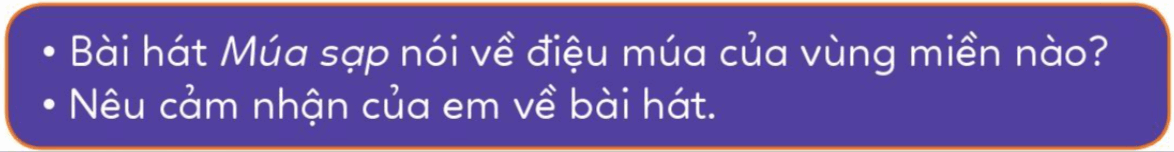 • Bài hát Múa sạp nói về điệu múa của vùng miền nào?
• Nêu cảm nhận của em về bài hát.